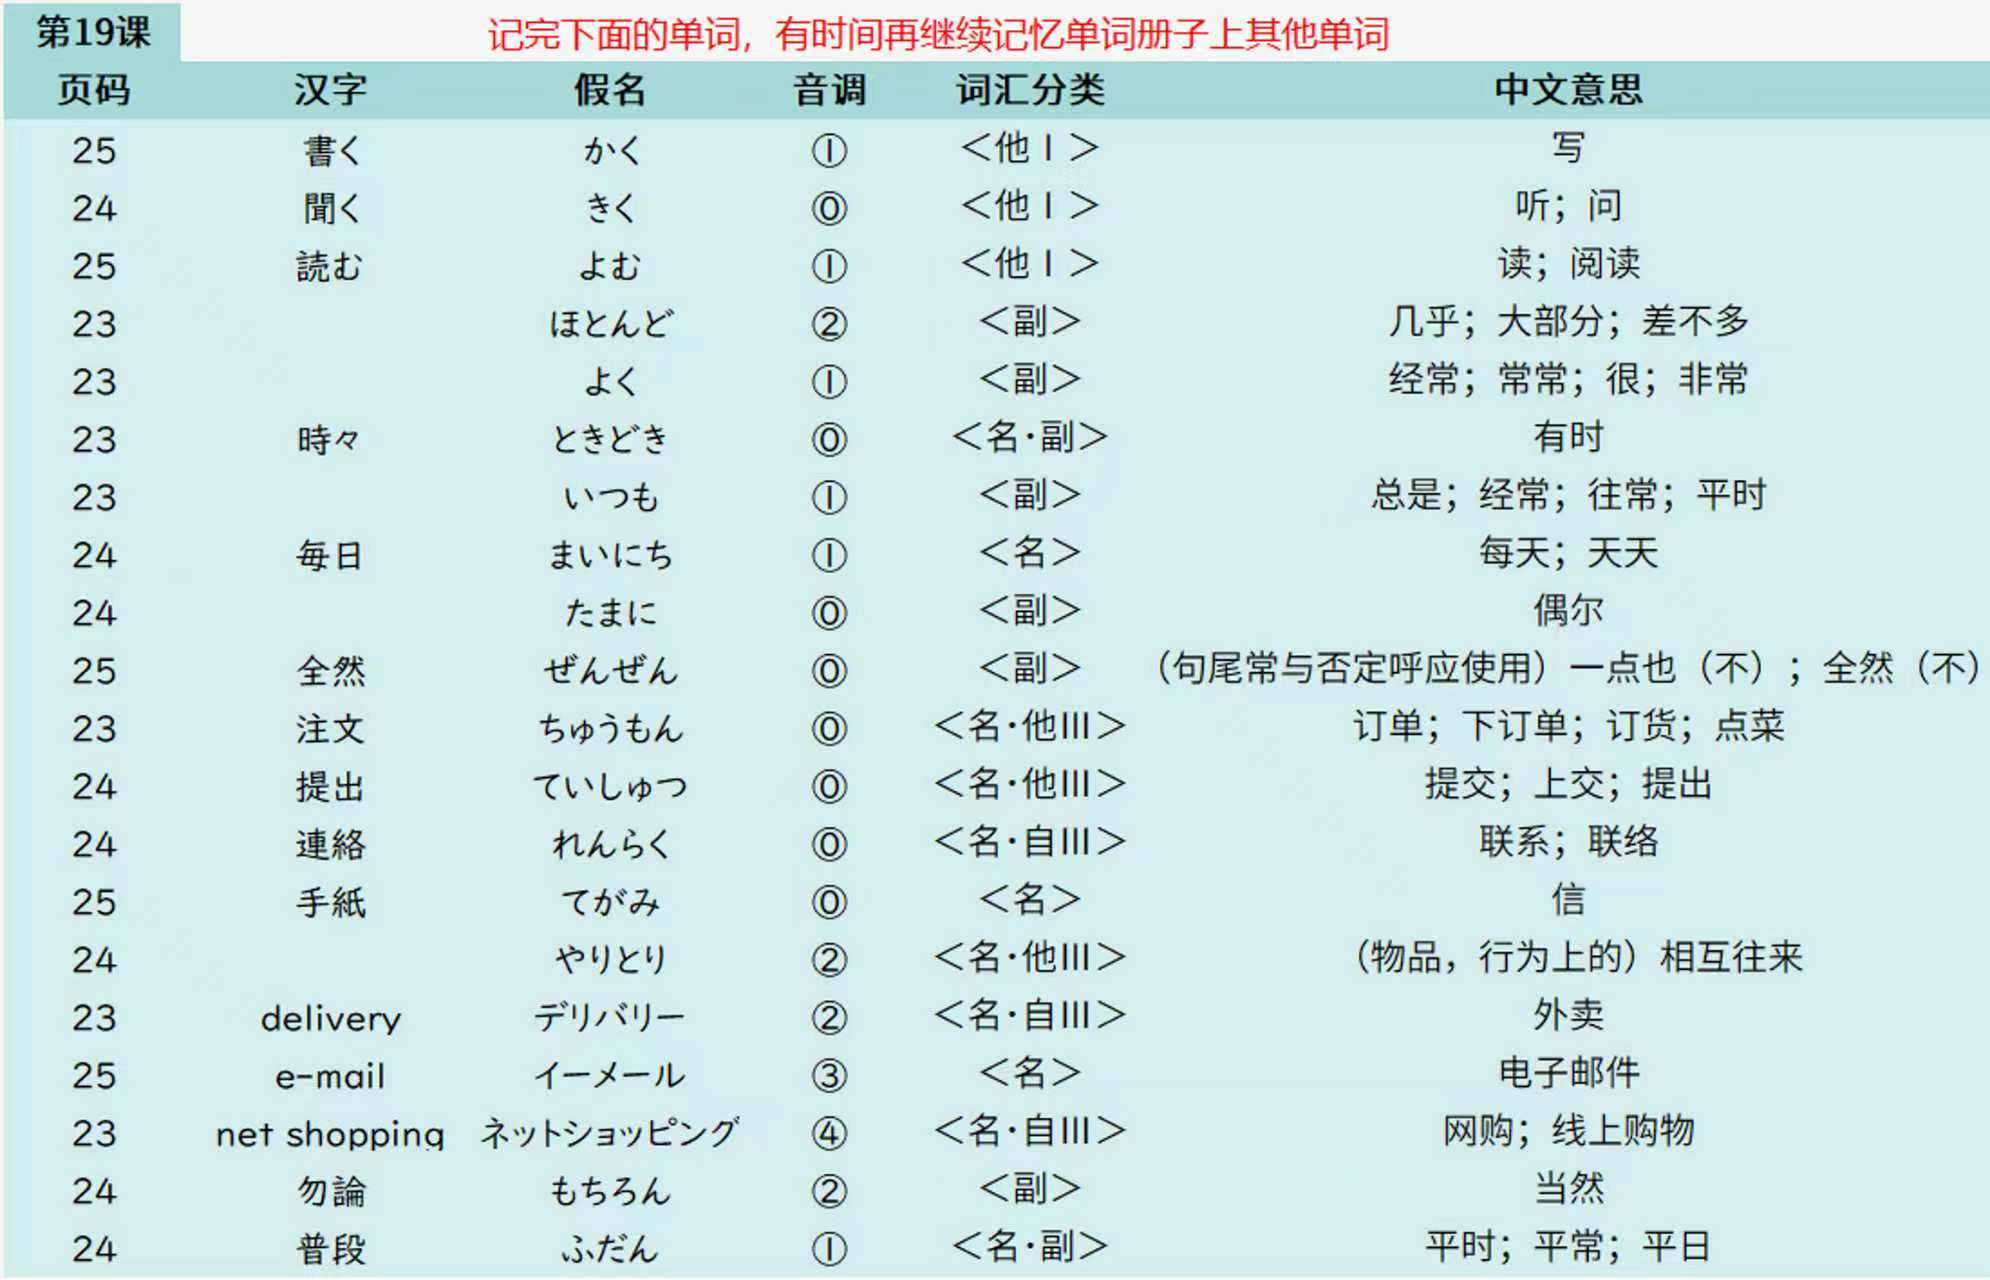 第19课 记完下面的单词，有时间再继续记忆单词册子上其他单词
页码 汉字 假名 音调 词汇分类 中文意思
25 書く かく ① <他Ⅰ> 写
24 聞く きく ⓪ <他Ⅰ> 听；问
25 読む よむ ① <他Ⅰ> 读；阅读
23 ほとんど ② <副> 几乎；大部分；差不多
23 よく ① <副> 经常；常常；很；非常
23 時々 ときどき ⓪ <名·副> 有时
23 いつも ① <副> 总是；经常；往常；平时
24 毎日 まいにち ① <名> 每天；天天
24 たまに ⓪ <副> 偶尔
25 全然 ぜんぜん ⓪ <副> （句尾常与否定呼应使用）一点也（不）；全然（不）
23 注文 ちゅうもん ⓪ <名·他Ⅲ> 订单；下订单；订货；点菜
24 提出 ていしゅつ ⓪ <名·他Ⅲ> 提交；上交；提出
24 連絡 れんらく ⓪ <名·自Ⅲ> 联系；联络
25 手紙 てがみ ⓪ <名> 信
24 やりとり ② <名·他Ⅲ> （物品，行为上的）相互往来
23 delivery デリバリー ② <名·自Ⅲ> 外卖
25 e-mail イーメール ③ <名> 电子邮件
23 net shopping ネットショッピング ④ <名·自Ⅲ> 网购；线上购物
24 勿論 もちろん ② <副> 当然
24 普段 ふだん ① <名·副> 平时；平常；平日